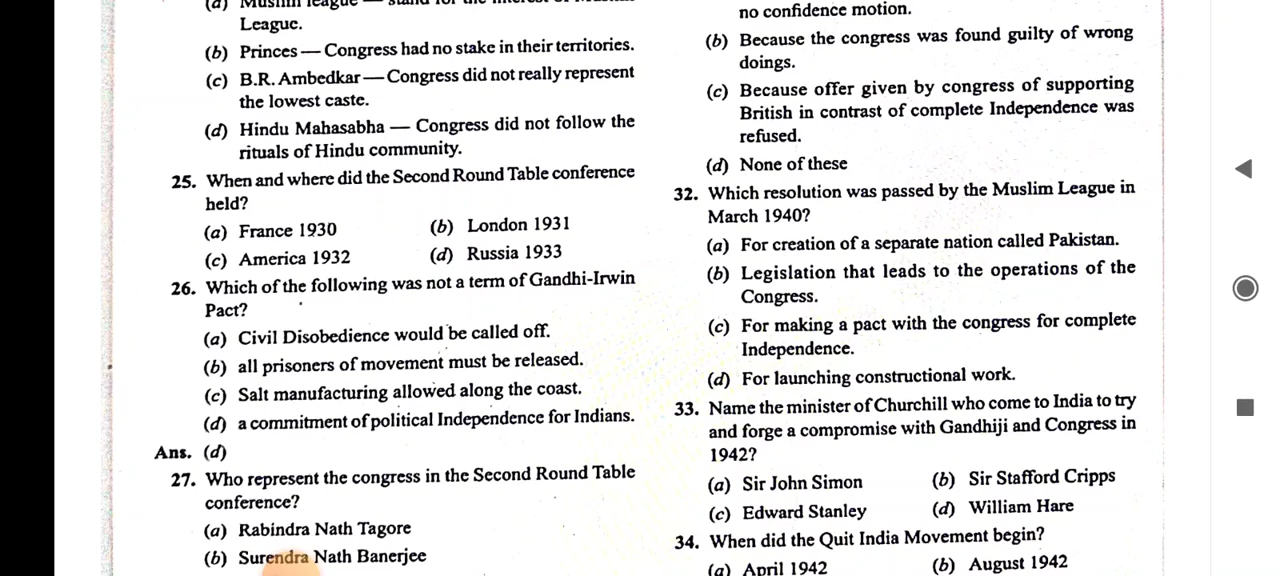 (a) Muslim league — stand for the interest of Muslim
League.
(b) Princes — Congress had no stake in their territories.
(c) B.R. Ambedkar — Congress did not really represent
the lowest caste.
(d) Hindu Mahasabha — Congress did not follow the
rituals of Hindu community.
25. When and where did the Second Round Table conference
held?
(a) France 1930 (b) London 1931
(c) America 1932 (d) Russia 1933
26. Which of the following was not a term of Gandhi-Irwin
Pact?
(a) Civil Disobedience would be called off.
(b) all prisoners of movement must be released.
(c) Salt manufacturing allowed along the coast.
(d) a commitment of political Independence for Indians.
Ans. (d)
27. Who represent the congress in the Second Round Table
conference?
(a) Rabindra Nath Tagore
(b) Surendra Nath Banerjee
no confidence motion.
(b) Because the congress was found guilty of wrong
doings.
(c) Because offer given by congress of supporting
British in contrast of complete Independence was
refused.
(d) None of these
32. Which resolution was passed by the Muslim League in
March 1940?
(a) For creation of a separate nation called Pakistan.
(b) Legislation that leads to the operations of the
Congress.
(c) For making a pact with the congress for complete
Independence.
(d) For launching constructional work.
33. Name the minister of Churchill who come to India to try
and forge a compromise with Gandhiji and Congress in
1942?
(a) Sir John Simon (b) Sir Stafford Cripps
(c) Edward Stanley (d) William Hare
34. When did the Quit India Movement begin?
(a) April 1942 (b) August 1942